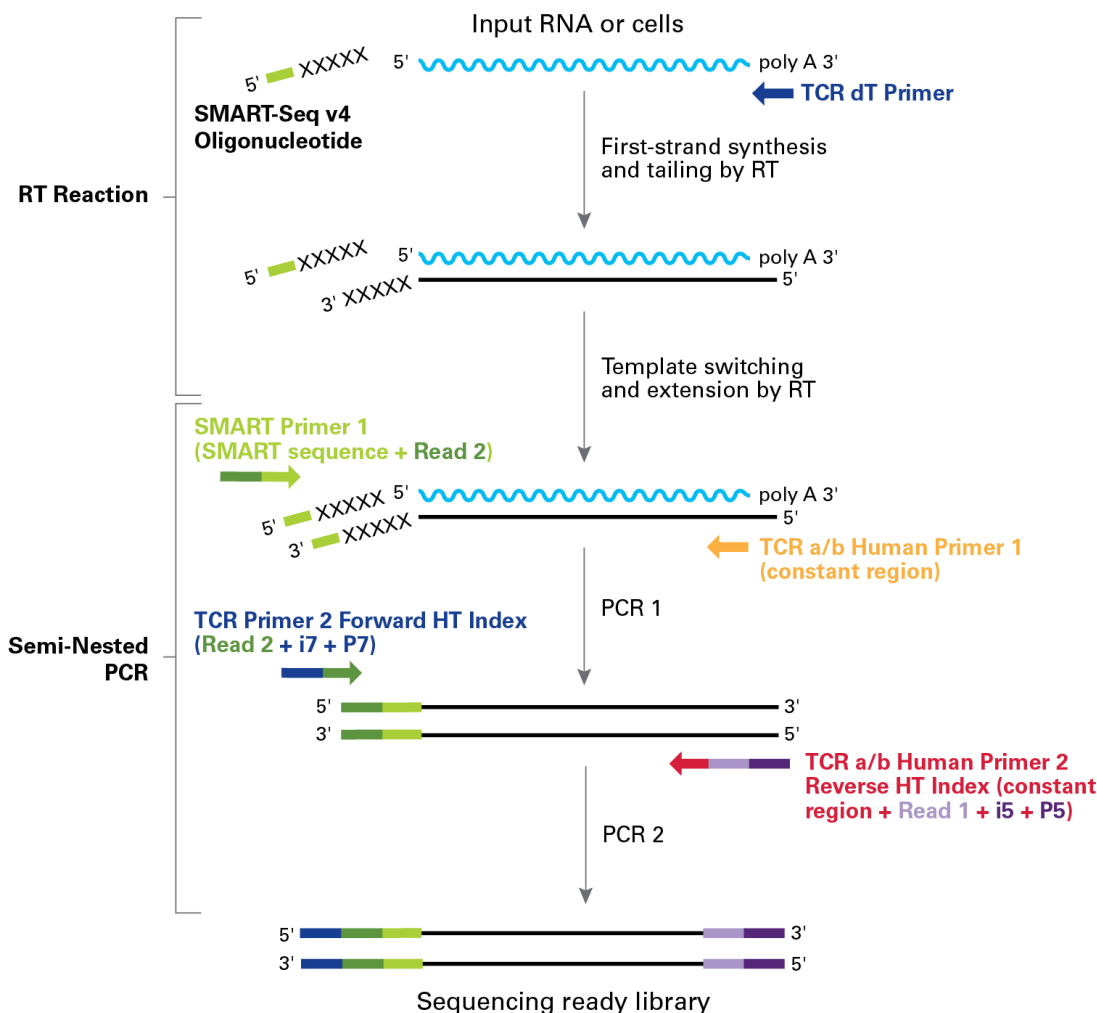 Input RNA or cells
5' XXXXX
5'
poly A 3'
TCR dT Primer
SMART-Seq v4
Oligonucleotide
First-strand synthesis
and tailing by RT
RT Reaction
5' XXXXX
5'
poly A 3'
3' XXXXX
5'
Template switching
and extension by RT
SMART Primer 1
(SMART sequence + Read 2)
5' XXXXX
5'
poly A 3'
3' XXXXX
5'
TCR a/b Human Primer 1
(constant region)
PCR 1
TCR Primer 2 Forward HT Index
(Read 2 + i7 + P7)
Semi-Nested
PCR
5'
3'
3'
5'
TCR a/b Human Primer 2
Reverse HT Index (constant
region + Read 1 + i5 + P5)
PCR 2
5'
3'
3'
5'
Sequencing ready library